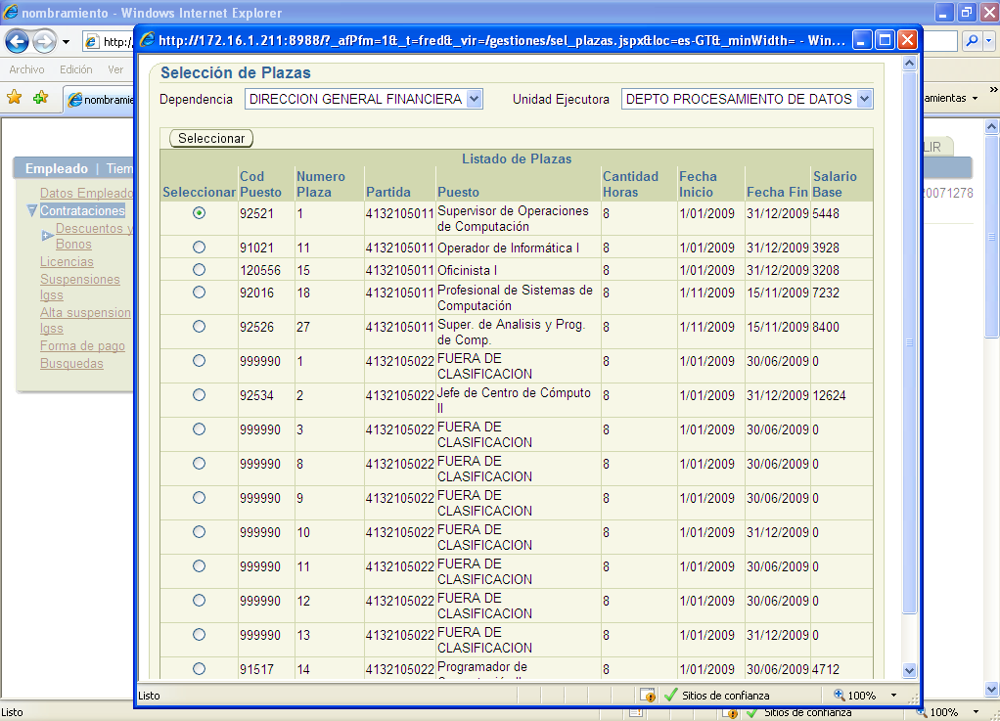 nombramiento - Windows Internet Explorer
http:/
http://172.16.1.211:8988/?_afPfm=1&_t=fred&_vir=/gestiones/sel_plazas.jspx&loc=es-GT&_minWidth= - Win...
Archivo Edición Ver
nombramie
amientas
LIR
Empleado | Tiem
20071278
Datos Empleado
Contrataciones
Descuentos y
Bonos
Licencias
Suspensiones
Igss
Alta suspension
Igss
Forma de pago
Busquedas
Selección de Plazas
Dependencia DIRECCION GENERAL FINANCIERA Unidad Ejecutora DEPTO PROCESAMIENTO DE DATOS
Seleccionar
Listado de Plazas
Seleccionar Cod Puesto Numero Plaza Partida Puesto Cantidad Horas Fecha Inicio Fecha Fin Salario Base
92521 1 4132105011 Supervisor de Operaciones de Computación 8 1/01/2009 31/12/2009 5448
91021 11 4132105011 Operador de Informática I 8 1/01/2009 31/12/2009 3928
120556 15 4132105011 Oficinista I 8 1/01/2009 31/12/2009 3208
92016 18 4132105011 Profesional de Sistemas de Computación 8 1/11/2009 15/11/2009 7232
92526 27 4132105011 Super. de Analisis y Prog. de Comp. 8 1/11/2009 15/11/2009 8400
999990 1 4132105022 FUERA DE CLASIFICACION 8 1/01/2009 30/06/2009 0
92534 2 4132105022 Jefe de Centro de Cómputo II 8 1/01/2009 31/12/2009 12624
999990 3 4132105022 FUERA DE CLASIFICACION 8 1/01/2009 30/06/2009 0
999990 8 4132105022 FUERA DE CLASIFICACION 8 1/01/2009 30/06/2009 0
999990 9 4132105022 FUERA DE CLASIFICACION 8 1/01/2009 30/06/2009 0
999990 10 4132105022 FUERA DE CLASIFICACION 8 1/01/2009 31/12/2009 0
999990 11 4132105022 FUERA DE CLASIFICACION 8 1/01/2009 30/06/2009 0
999990 12 4132105022 FUERA DE CLASIFICACION 8 1/01/2009 30/06/2009 0
999990 13 4132105022 FUERA DE CLASIFICACION 8 1/01/2009 31/12/2009 0
91517 14 4132105022 Programador de 8 1/01/2009 30/06/2009 4712
Listo Sitios de confianza 100%
Listo Sitios de confianza 100%